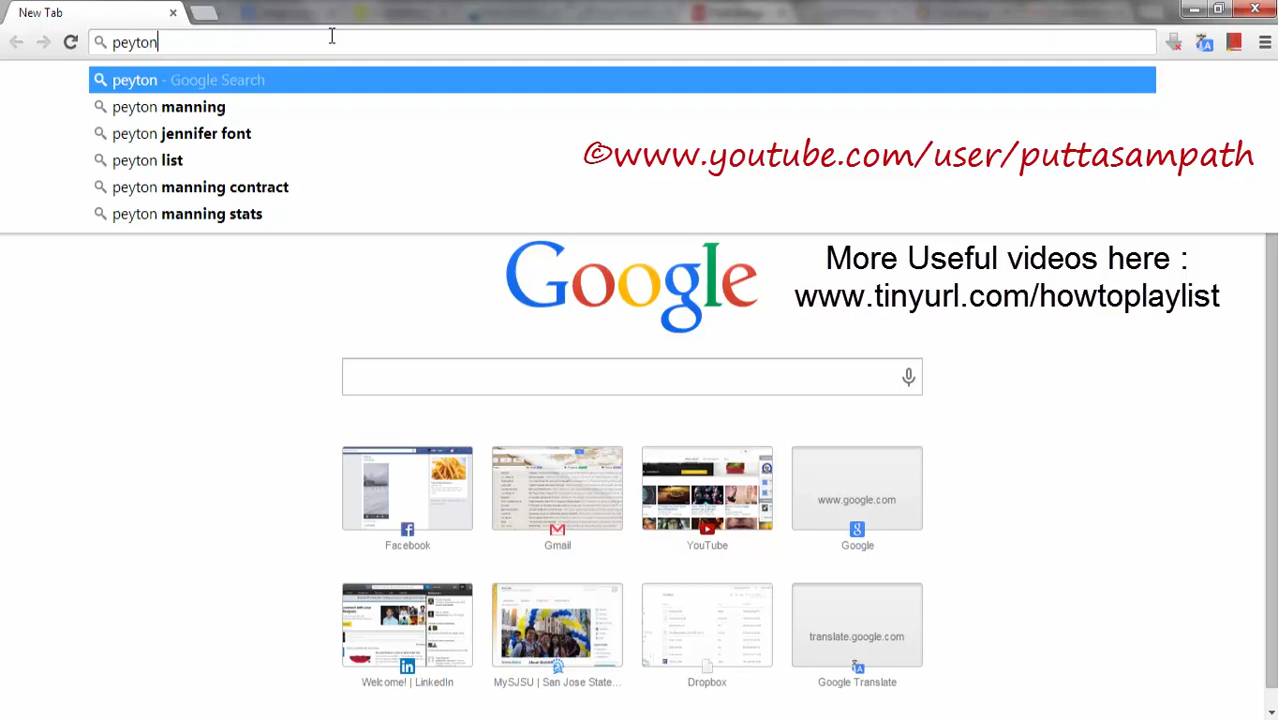 New Tab
peyton
peyton - Google Search
peyton manning
peyton jennifer font
peyton list
peyton manning contract
peyton manning stats
©www.youtube.com/user/puttasampath
Google
More Useful videos here :
www.tinyurl.com/howtoplaylist
www.google.com
Facebook
Gmail
YouTube
Google
translate.google.com
Welcome! | LinkedIn
MySJSU | San Jose State...
Dropbox
Google Translate